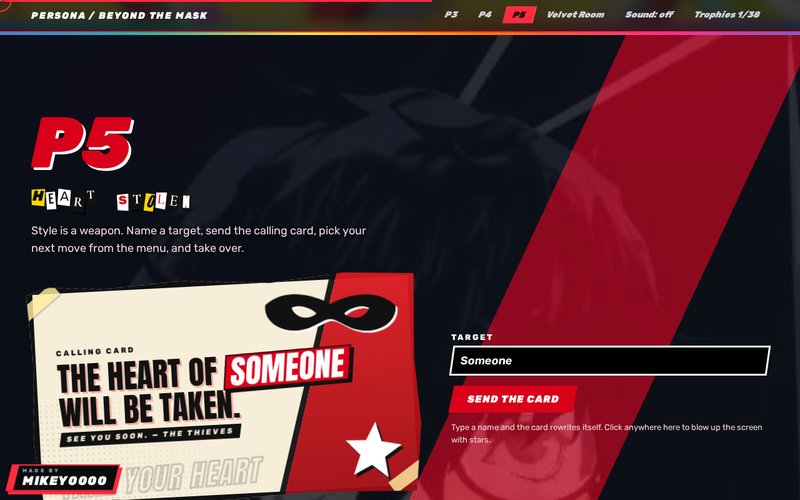 PERSONA / BEYOND THE MASK
P3 P4 P5 Velvet Room Sound: off Trophies 1/38
P5
HEART STOLEN
Style is a weapon. Name a target, send the calling card, pick your
next move from the menu, and take over.
CALLING CARD
THE HEART OF SOMEONE
WILL BE TAKEN.
SEE YOU SOON. — THE THIEVES
YOUR HEART
TARGET
Someone
SEND THE CARD
Type a name and the card rewrites itself. Click anywhere here to blow up the screen
with stars.
MADE BY
MIKEYOOOO